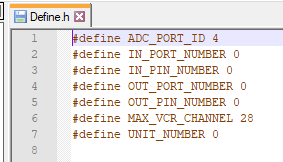 Define.h
1 #define ADC_PORT_ID 4
2 #define IN_PORT_NUMBER 0
3 #define IN_PIN_NUMBER 0
4 #define OUT_PORT_NUMBER 0
5 #define OUT_PIN_NUMBER 0
6 #define MAX_VCR_CHANNEL 28
7 #define UNIT_NUMBER 0
8